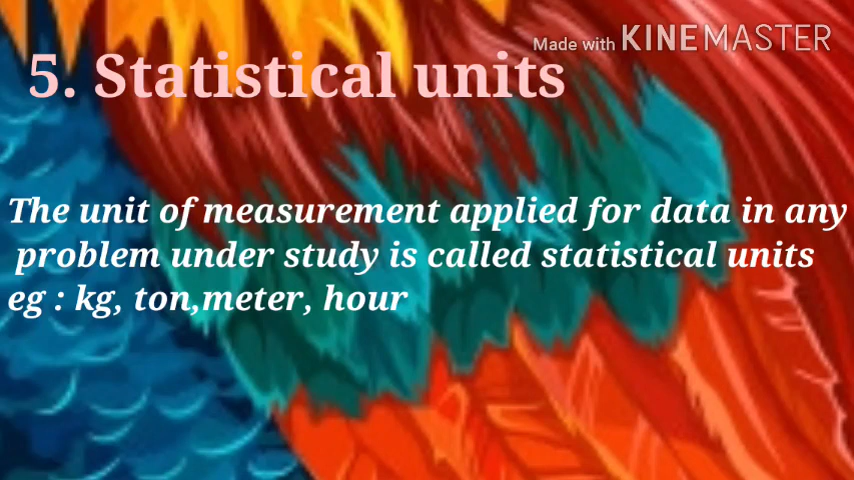 Made with KINEMASTER
5. Statistical units
The unit of measurement applied for data in any
problem under study is called statistical units
eg : kg, ton,meter, hour